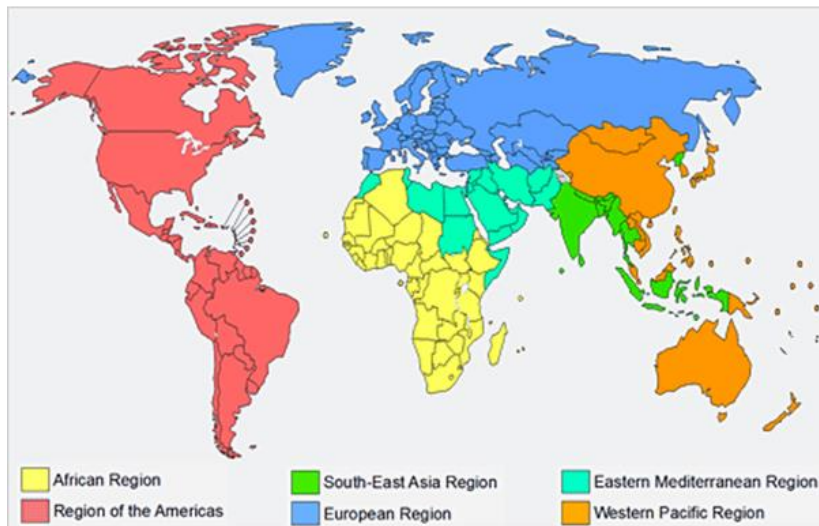 African Region
South-East Asia Region
Eastern Mediterranean Region
Region of the Americas
European Region
Western Pacific Region